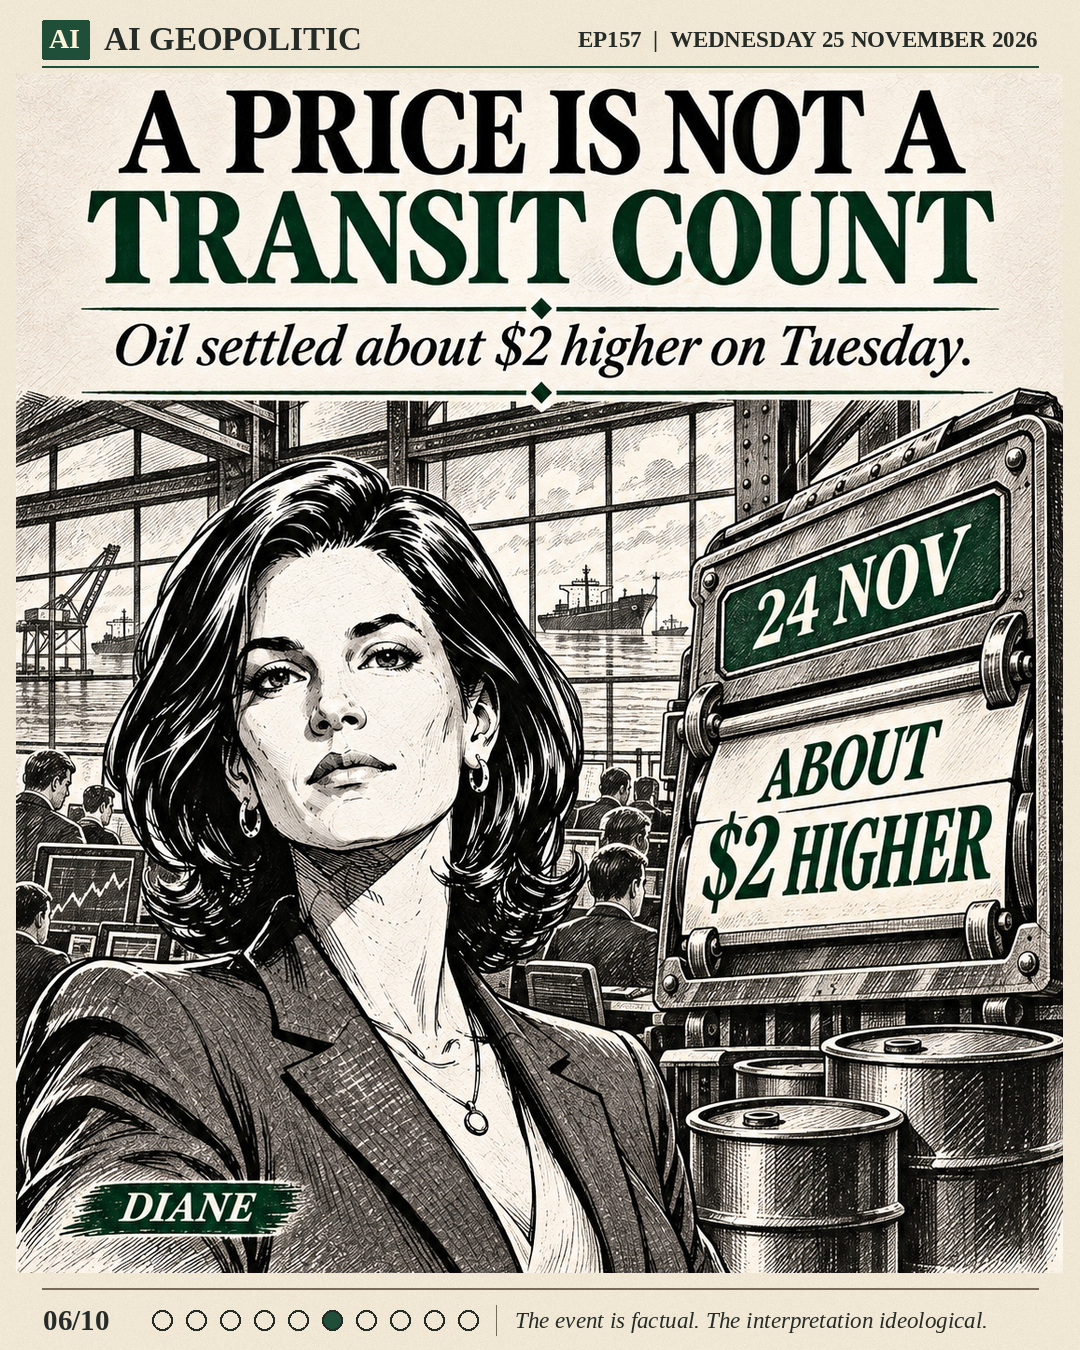 AI AI GEOPOLITIC
EP157 | WEDNESDAY 25 NOVEMBER 2026
A PRICE IS NOT A
TRANSIT COUNT
Oil settled about $2 higher on Tuesday.
24 NOV
ABOUT
$2 HIGHER
DIANE
06/10
The event is factual. The interpretation ideological.